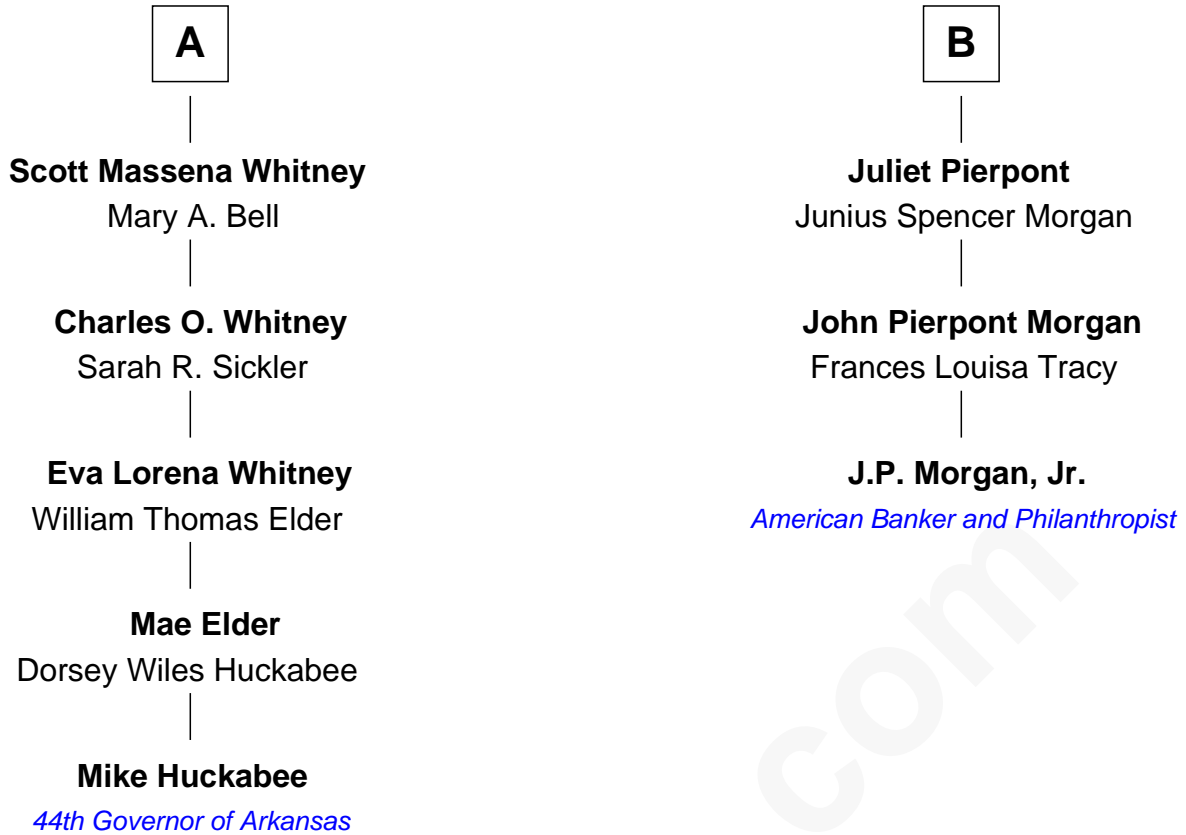 A
Scott Massena Whitney
Mary A. Bell
Charles O. Whitney
Sarah R. Sickler
Eva Lorena Whitney
William Thomas Elder
Mae Elder
Dorsey Wiles Huckabee
Mike Huckabee
44th Governor of Arkansas
B
Juliet Pierpont
Junius Spencer Morgan
John Pierpont Morgan
Frances Louisa Tracy
J.P. Morgan, Jr.
American Banker and Philanthropist
com